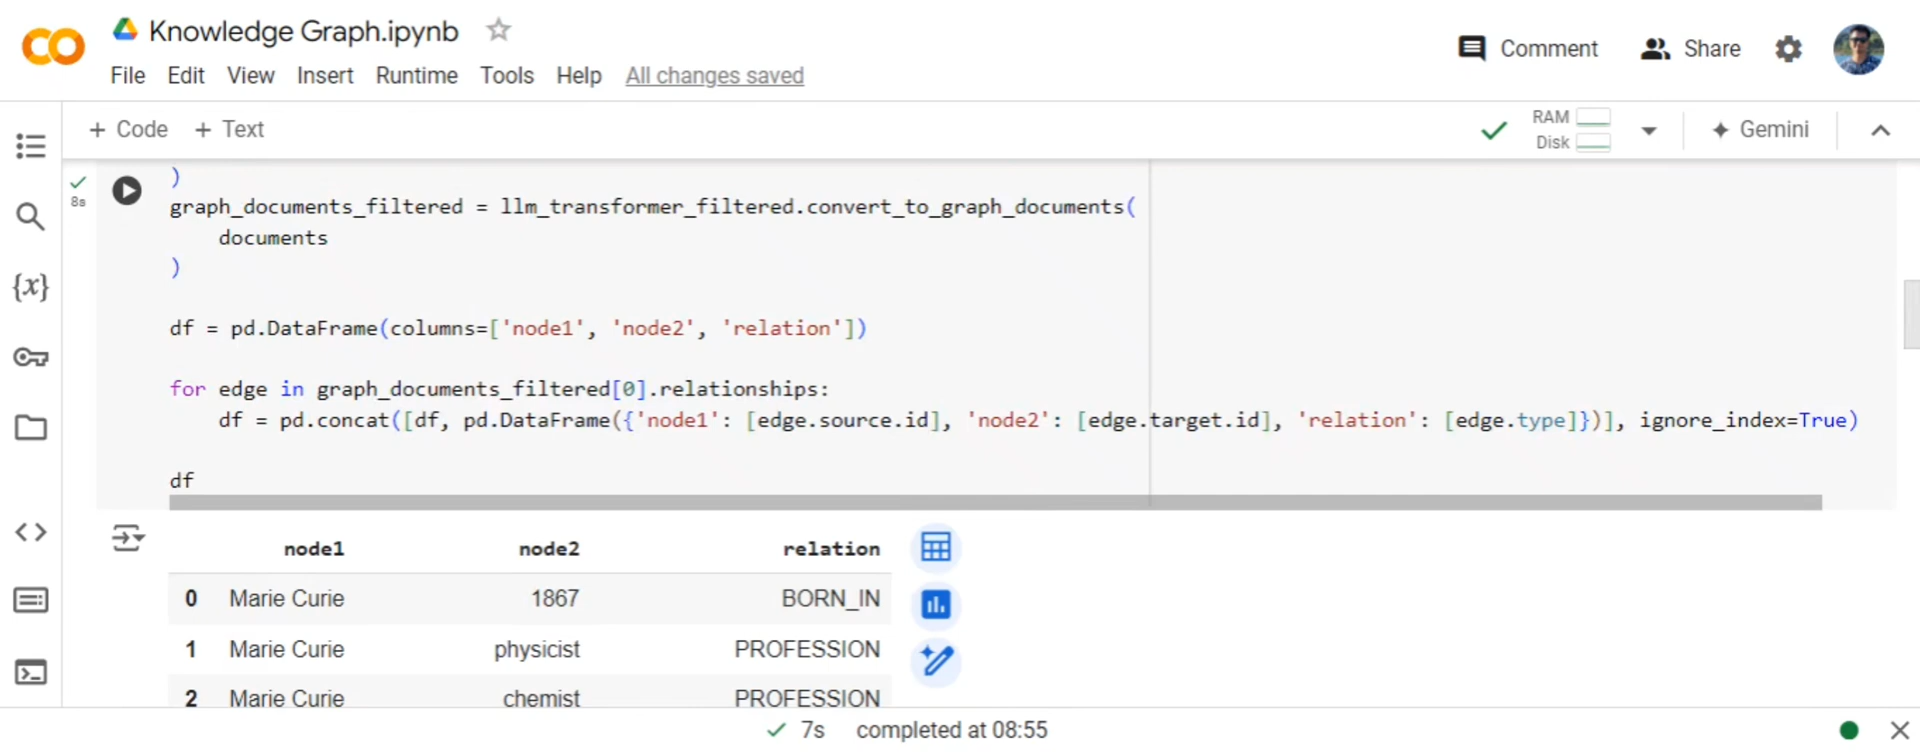 Knowledge Graph.ipynb
Comment
Share
File Edit View Insert Runtime Tools Help All changes saved
+ Code + Text
RAM
Disk
Gemini
8s
)
graph_documents_filtered = llm_transformer_filtered.convert_to_graph_documents(
    documents
)
df = pd.DataFrame(columns=['node1', 'node2', 'relation'])
for edge in graph_documents_filtered[0].relationships:
    df = pd.concat([df, pd.DataFrame({'node1': [edge.source.id], 'node2': [edge.target.id], 'relation': [edge.type]})], ignore_index=True)
df
{x}
node1 node2 relation
0 Marie Curie 1867 BORN_IN
1 Marie Curie physicist PROFESSION
2 Marie Curie chemist PROFESSION
7s completed at 08:55